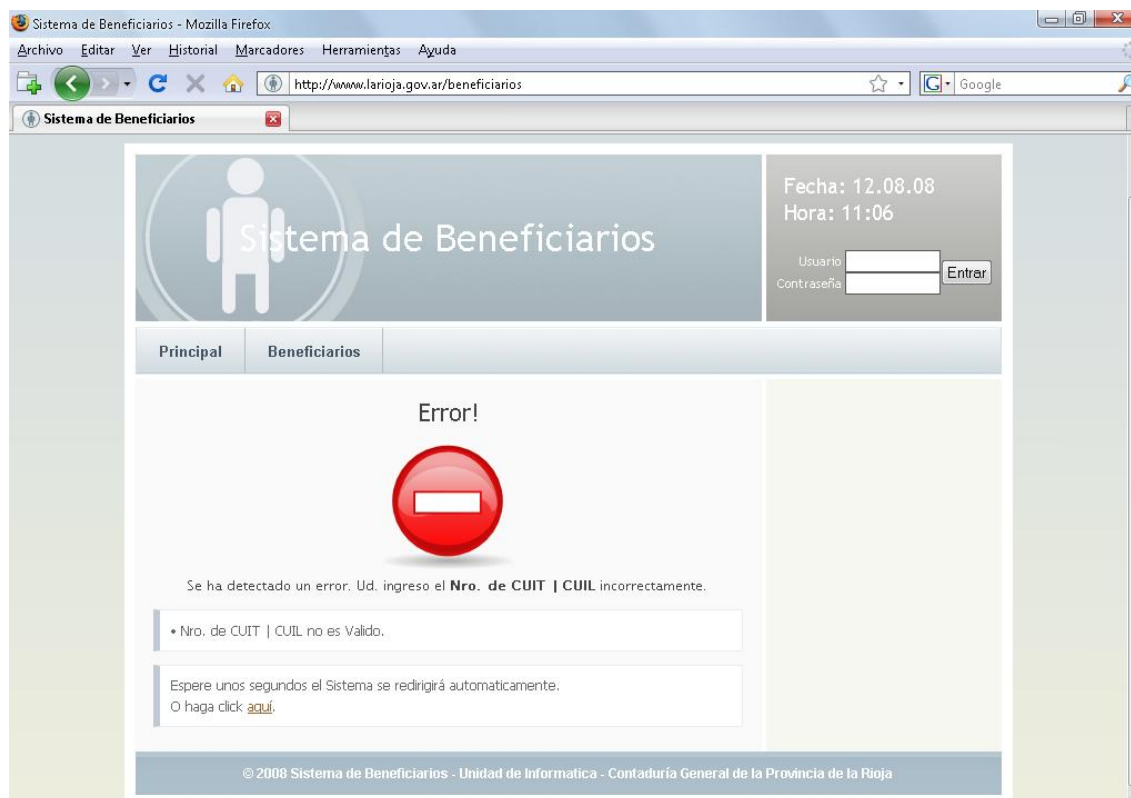 Sistema de Beneficiarios - Mozilla Firefox
Archivo Editar Ver Historial Marcadores Herramientas Ayuda
http://www.larioja.gov.ar/beneficiarios
G Google
Sistema de Beneficiarios
Sistema de Beneficiarios
Fecha: 12.08.08
Hora: 11:06
Usuario
Contraseña
Entrar
Principal Beneficiarios
Error!
Se ha detectado un error. Ud. ingreso el Nro. de CUIT | CUIL incorrectamente.
• Nro. de CUIT | CUIL no es Valido.
Espere unos segundos el Sistema se redirigirá automaticamente.
O haga click aquí.
© 2008 Sistema de Beneficiarios - Unidad de Informatica - Contaduría General de la Provincia de la Rioja